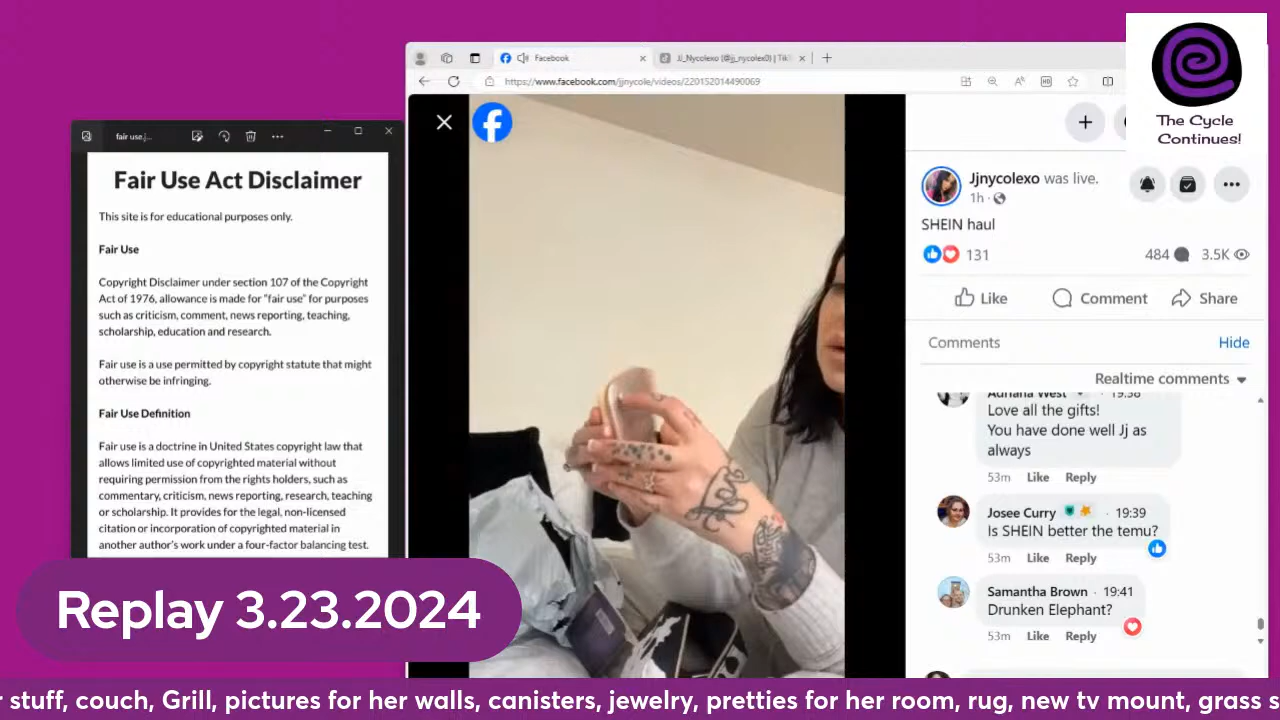 The Cycle
Continues!
Facebook
JJ_Nycolexo (@jj_nycolex0) | Tik
https://www.facebook.com/jjnycole/videos/220152014490069
fair use.j...
Fair Use Act Disclaimer
This site is for educational purposes only.
Fair Use
Copyright Disclaimer under section 107 of the Copyright
Act of 1976, allowance is made for "fair use" for purposes
such as criticism, comment, news reporting, teaching,
scholarship, education and research.
Fair use is a use permitted by copyright statute that might
otherwise be infringing.
Fair Use Definition
Fair use is a doctrine in United States copyright law that
allows limited use of copyrighted material without
requiring permission from the rights holders, such as
commentary, criticism, news reporting, research, teaching
or scholarship. It provides for the legal, non-licensed
citation or incorporation of copyrighted material in
another author's work under a four-factor balancing test.
Jjnycolexo was live.
1h
SHEIN haul
131
484
3.5K
Like
Comment
Share
Comments
Hide
Realtime comments
Adriana West 19:38
Love all the gifts!
You have done well Jj as
always
53m Like Reply
Josee Curry · 19:39
Is SHEIN better the temu?
53m Like Reply
Samantha Brown · 19:41
Drunken Elephant?
53m Like Reply
Replay 3.23.2024
stuff, couch, Grill, pictures for her walls, canisters, jewelry, pretties for her room, rug, new tv mount, grass